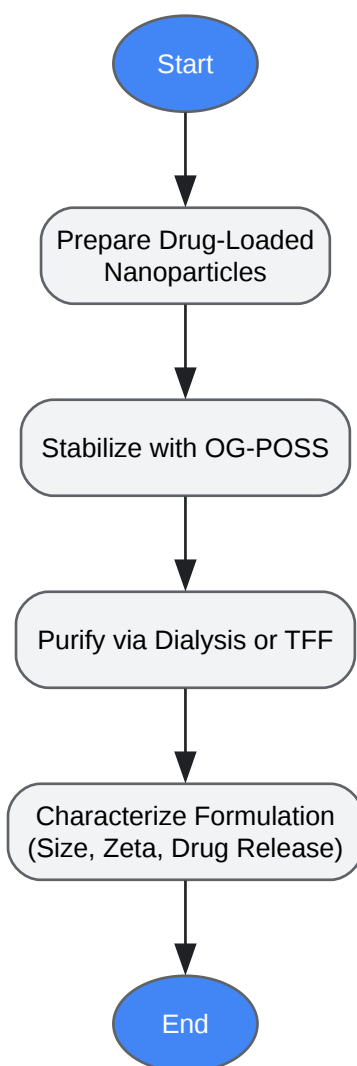 Start
Prepare Drug-Loaded
Nanoparticles
Stabilize with OG-POSS
Purify via Dialysis or TFF
Characterize Formulation
(Size, Zeta, Drug Release)
End